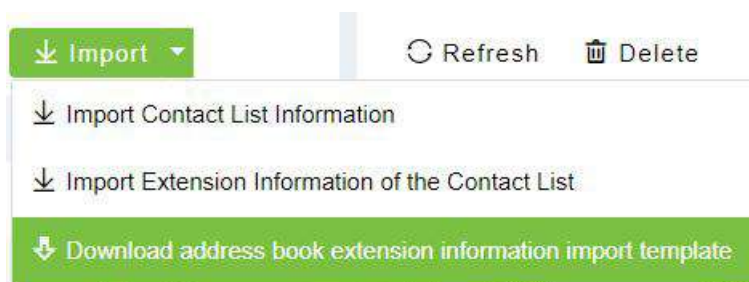 Import Refresh Delete
Import Contact List Information
Import Extension Information of the Contact List
Download address book extension information import template